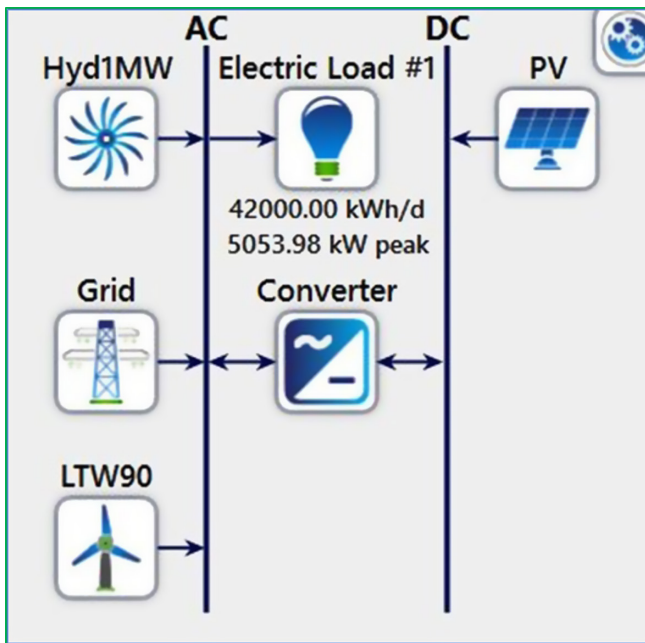 AC
DC
Hyd1MW
Electric Load #1
PV
42000.00 kWh/d
5053.98 kW peak
Grid
Converter
LTW90